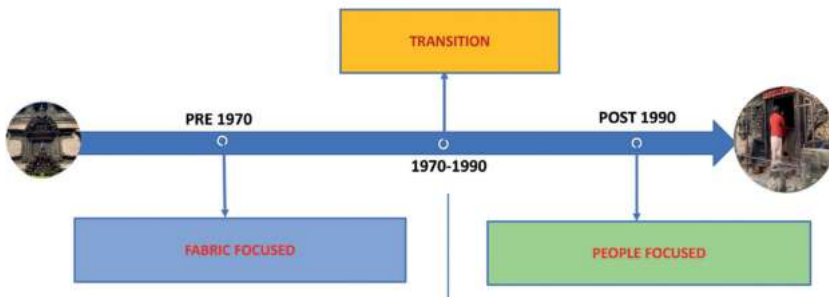 TRANSITION
PRE 1970
POST 1990
1970-1990
FABRIC FOCUSED
PEOPLE FOCUSED